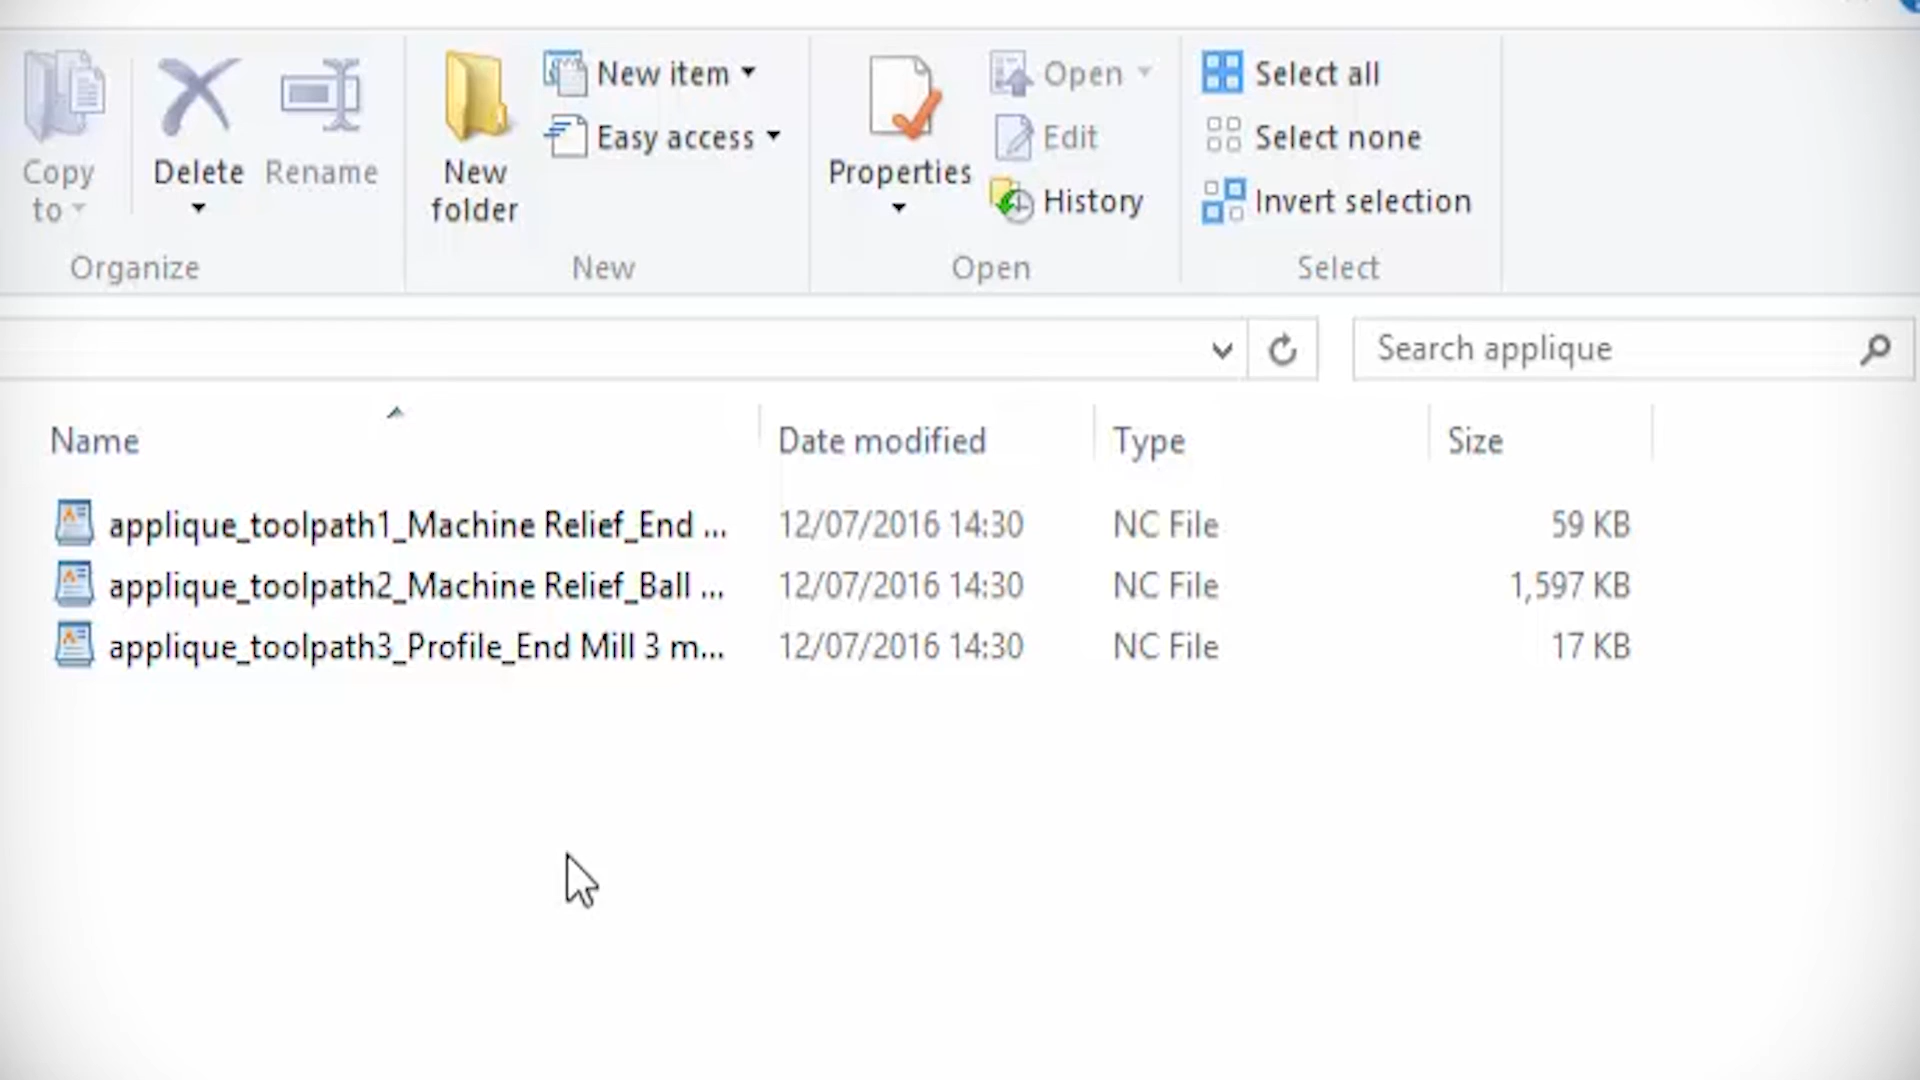 Copy
to
Delete
Rename
Organize
New
folder
New item
Easy access
New
Properties
Open
Edit
History
Open
Select all
Select none
Invert selection
Select
Search applique
Name
Date modified
Type
Size
applique_toolpath1_Machine Relief_End ...
12/07/2016 14:30
NC File
59 KB
applique_toolpath2_Machine Relief_Ball ...
12/07/2016 14:30
NC File
1,597 KB
applique_toolpath3_Profile_End Mill 3 m...
12/07/2016 14:30
NC File
17 KB